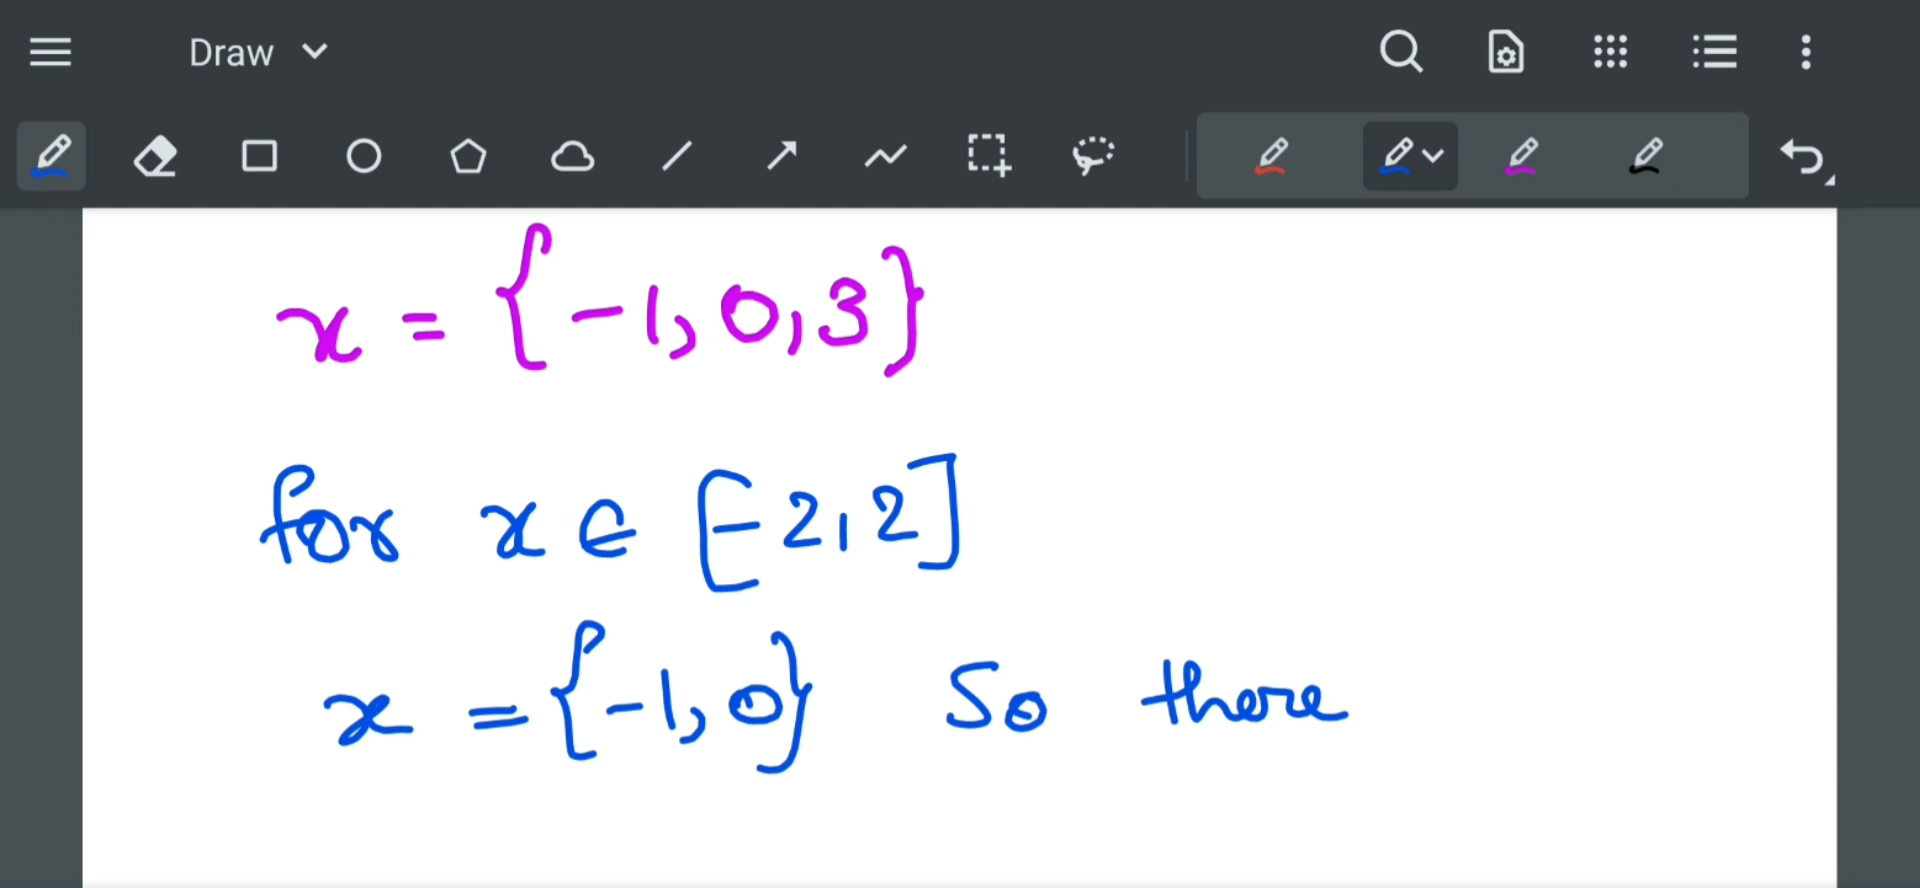 Draw
x = {-1, 0, 3}
for x ∈ [-2, 2]
x = {-1, 0} So there